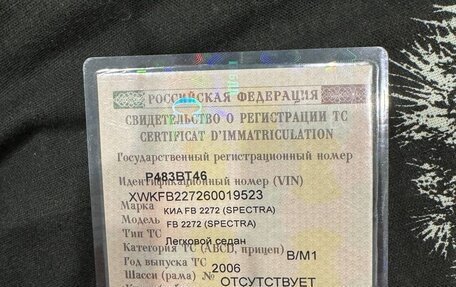 РОССИЙСКАЯ ФЕДЕРАЦИЯ
СВИДЕТЕЛЬСТВО О РЕГИСТРАЦИИ ТС
CERTIFICAT D'IMMATRICULATION
Государственный регистрационный номер
Р483ВТ46
Идентификационный номер (VIN)
XWKFB227260019523
Марка КИА FB 2272 (SPECTRA)
Модель FB 2272 (SPECTRA)
Тип ТС Легковой седан
Категория ТС (ABCD, прицеп) B/M1
Год выпуска ТС 2006
Шасси (рама) № ОТСУТСТВУЕТ